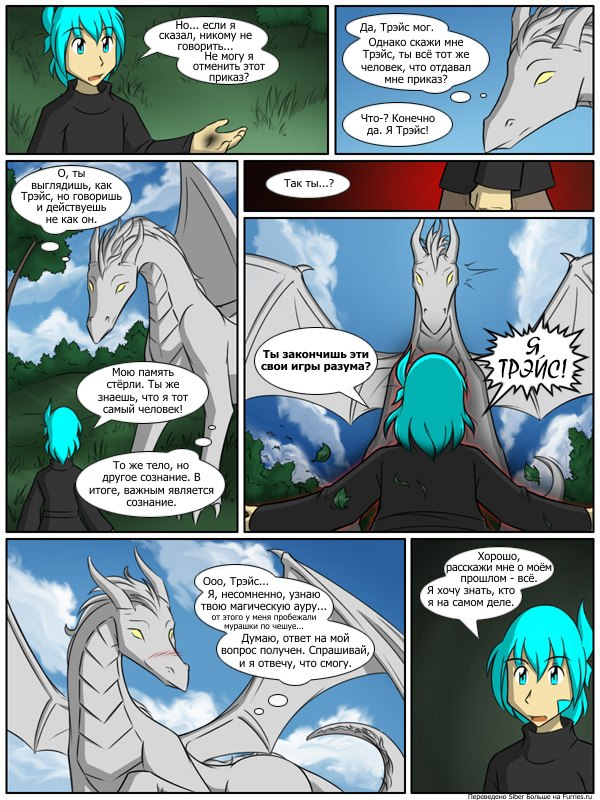 Но... если я
сказал, никому не
говорить...
Не могу я
отменить этот
приказ?
Да, Трэйс мог.
Однако скажи мне
Трэйс, ты всё тот же
человек, что отдавал
мне приказ?
Что-? Конечно
да. Я Трэйс!
О, ты
выглядишь, как
Трэйс, но говоришь
и действуешь
не как он.
Мою память
стёрли. Ты же
знаешь, что я тот
самый человек!
То же тело, но
другое сознание. В
итоге, важным является
сознание.
Так ты...?
Ты закончишь эти
свои игры разума?
Я
ТРЭЙС!
Ооо, Трэйс...
Я, несомненно, узнаю
твою магическую ауру...
от этого у меня пробежали
мурашки по чешуе...
Думаю, ответ на мой
вопрос получен. Спрашивай,
и я отвечу, что смогу.
Хорошо,
расскажи мне о моём
прошлом - всё.
Я хочу знать, кто
я на самом деле.
Переведено Siber Больше на Furries.ru